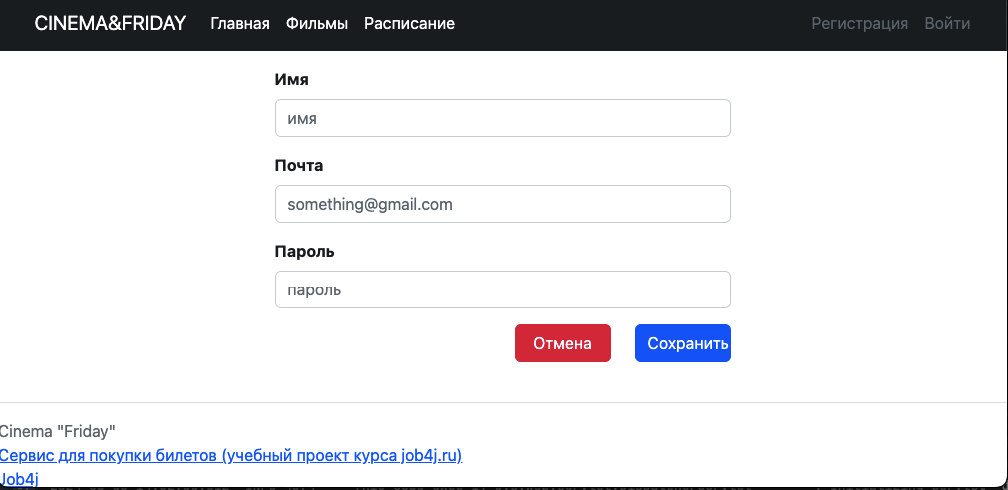 CINEMA&FRIDAY Главная Фильмы Расписание Регистрация Войти
Имя
имя
Почта
something@gmail.com
Пароль
пароль
Отмена Сохранить
Cinema "Friday"
Сервис для покупки билетов (учебный проект курса job4j.ru)
Job4j